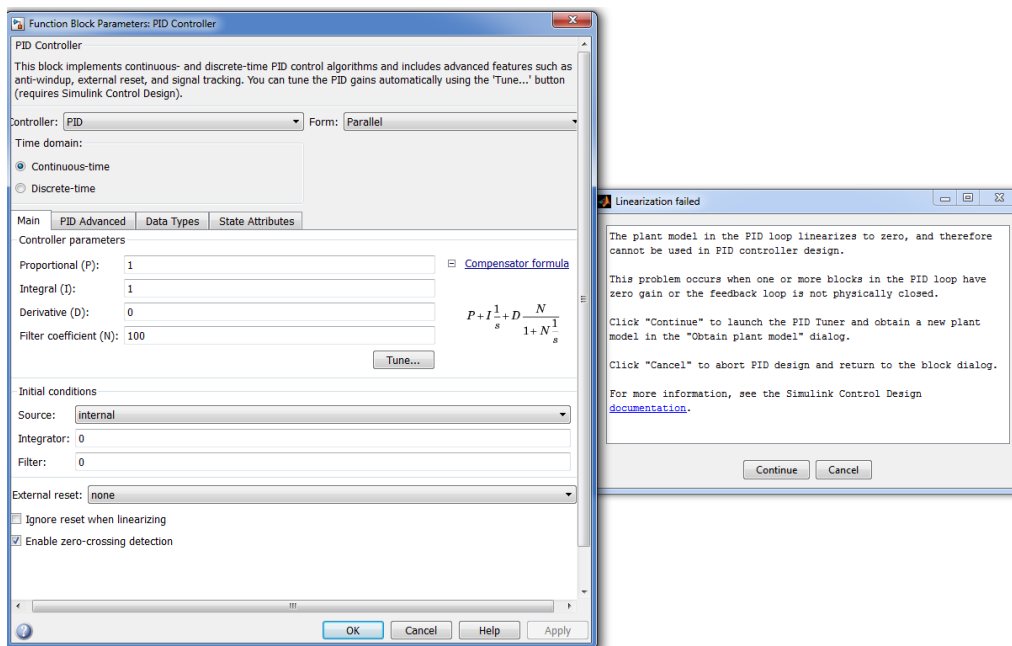 Function Block Parameters: PID Controller
PID Controller
This block implements continuous- and discrete-time PID control algorithms and includes advanced features such as
anti-windup, external reset, and signal tracking. You can tune the PID gains automatically using the 'Tune...' button
(requires Simulink Control Design).
Controller: PID Form: Parallel
Time domain:
Continuous-time
Discrete-time
Main PID Advanced Data Types State Attributes
Controller parameters
Proportional (P): 1
Compensator formula
Integral (I): 1
Derivative (D): 0
P+I 1/s +D N/(1+N 1/s)
Filter coefficient (N): 100
Tune...
Initial conditions
Source: internal
Integrator: 0
Filter: 0
External reset: none
Ignore reset when linearizing
Enable zero-crossing detection
OK Cancel Help Apply
Linearization failed
The plant model in the PID loop linearizes to zero, and therefore
cannot be used in PID controller design.
This problem occurs when one or more blocks in the PID loop have
zero gain or the feedback loop is not physically closed.
Click "Continue" to launch the PID Tuner and obtain a new plant
model in the "Obtain plant model" dialog.
Click "Cancel" to abort PID design and return to the block dialog.
For more information, see the Simulink Control Design
documentation.
Continue Cancel